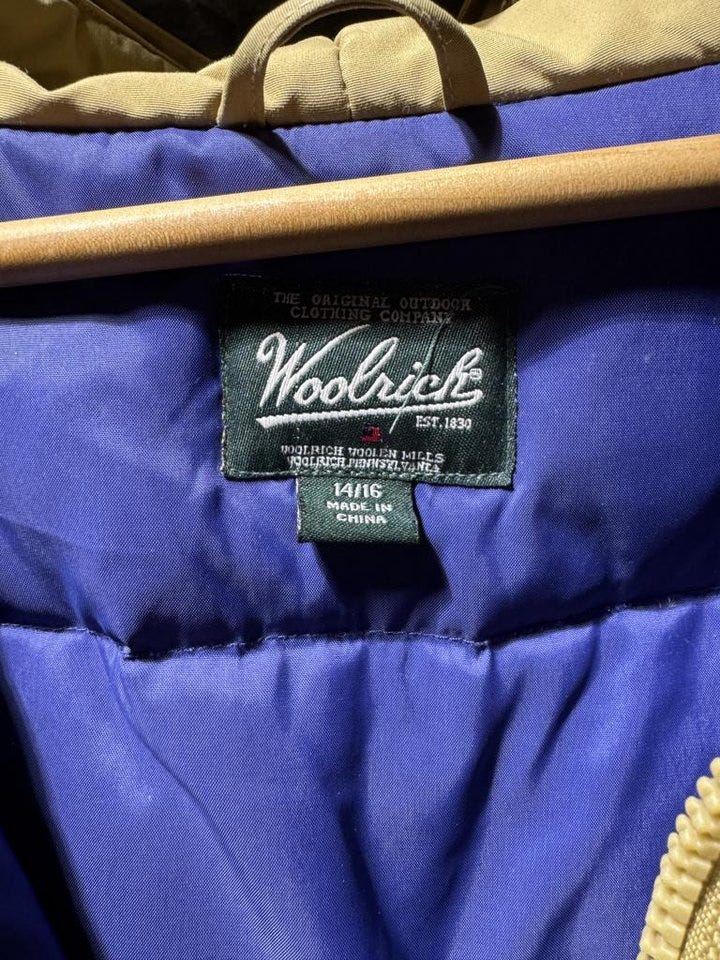 THE ORIGINAL OUTDOOR
CLOTHING COMPANY
Woolrich®
EST. 1830
WOOLRICH WOOLEN MILLS
WOOLRICH, PENNSYLVANIA
14/16
MADE IN
CHINA